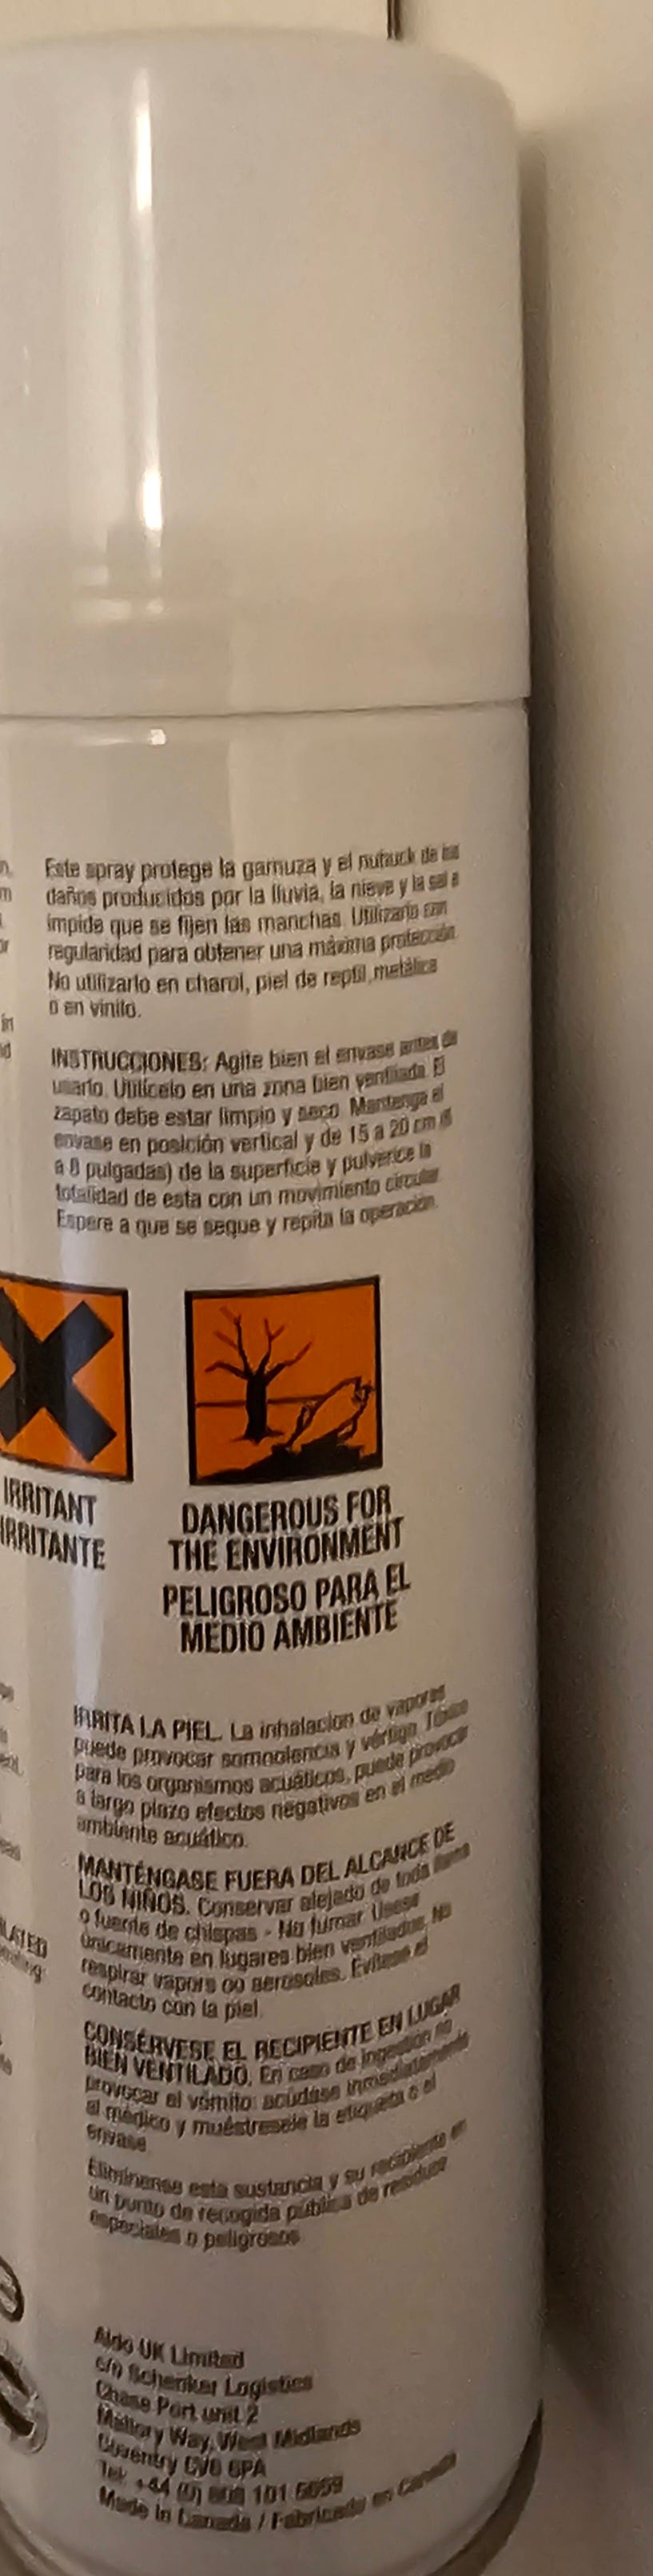 Este spray protege la gamuza y el nubuck de los
daños producidos por la lluvia, la nieve y la sal e
impide que se fijen las manchas. Utilizarlo con
regularidad para obtener una máxima protección.
No utilizarlo en charol, piel de reptil, metálica
o en vinilo.
INSTRUCCIONES: Agite bien el envase antes de
usarlo. Utilícelo en una zona bien ventilada. El
zapato debe estar limpio y seco. Mantenga el
envase en posición vertical y de 15 a 20 cm (6
a 8 pulgadas) de la superficie y pulverice la
totalidad de esta con un movimiento circular.
Espere a que se seque y repita la operación.
IRRITANT
IRRITANTE
DANGEROUS FOR
THE ENVIRONMENT
PELIGROSO PARA EL
MEDIO AMBIENTE
IRRITA LA PIEL. La inhalacion de vapores
puede provocar somnolencia y vértigo. Tóxico
para los organismos acuáticos, puede provocar
a largo plazo efectos negativos en el medio
ambiente acuático.
MANTÉNGASE FUERA DEL ALCANCE DE
LOS NIÑOS. Conservar alejado de toda llama
o fuente de chispas - No fumar. Usese
únicamente en lugares bien ventilados. No
respirar vapors oo aerosoles. Evítese el
contacto con la piel.
CONSÉRVESE EL RECIPIENTE EN LUGAR
BIEN VENTILADO. En caso de ingestion no
provocar el vómito: acúdase inmediatamente
al médico y muéstresele la etiqueta o el
envase.
Elimínense esta sustancia y su recipiente en
un punto de recogida pública de residuos
especiales o peligrosos.
Aldo UK Limited
c/o Schenker Logistics
Chase Port unit 2
Mallory Way, West Midlands
Coventry CV6 6PA
Tel: +44 (0) 808 101
Made in Canada / Fabricado en Canada